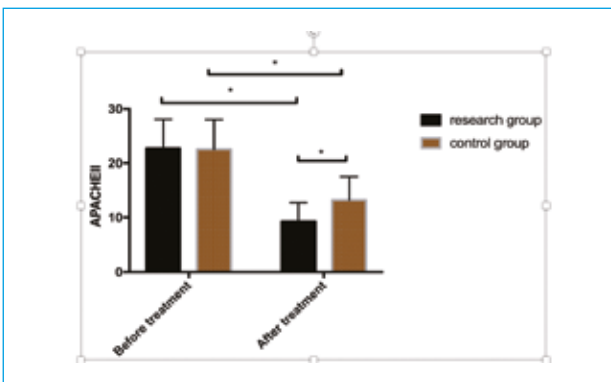 *
*
30
research group
control group
*
20
APACHEII
10
0
Before treatment
After treatment